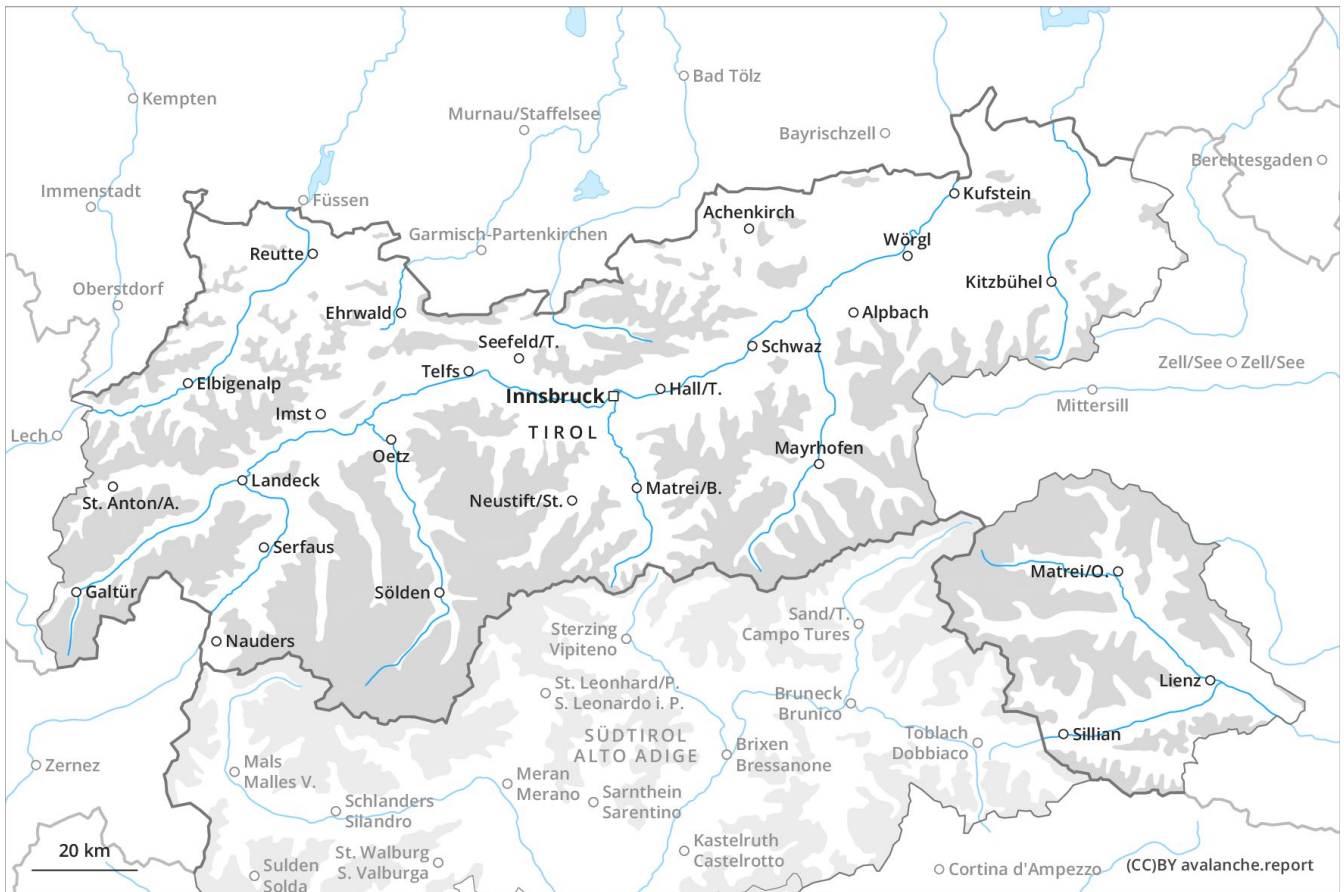 Bad Tölz
Kempten
Murnau/Staffelsee
Bayrischzell
Berchtesgaden
Immenstadt
Füssen
Kufstein
Achenkirch
Garmisch-Partenkirchen
Wörgl
Reutte
Kitzbühel
Oberstdorf
Ehrwald
Alpbach
Seefeld/T.
Schwaz
Telfs
Zell/See
Zell/See
Elbigenalp
Innsbruck
Hall/T.
Mittersill
Imst
Lech
TIROL
Oetz
Mayrhofen
Landeck
St. Anton/A.
Neustift/St.
Matrei/B.
Serfaus
Matrei/O.
Galtür
Sölden
Sand/T.
Campo Tures
Sterzing
Vipiteno
Nauders
Lienz
St. Leonhard/P.
S. Leonardo i. P.
Bruneck
Brunico
Toblach
Dobbiaco
Sillian
SÜDTIROL
ALTO ADIGE
Brixen
Bressanone
Zernez
Mals
Malles V.
Meran
Merano
Sarnthein
Sarentino
Schlanders
Silandro
20 km
St. Walburg
S. Valburga
Kastelruth
Castelrotto
Sulden
Solda
Cortina d'Ampezzo
(CC)BY avalanche.report